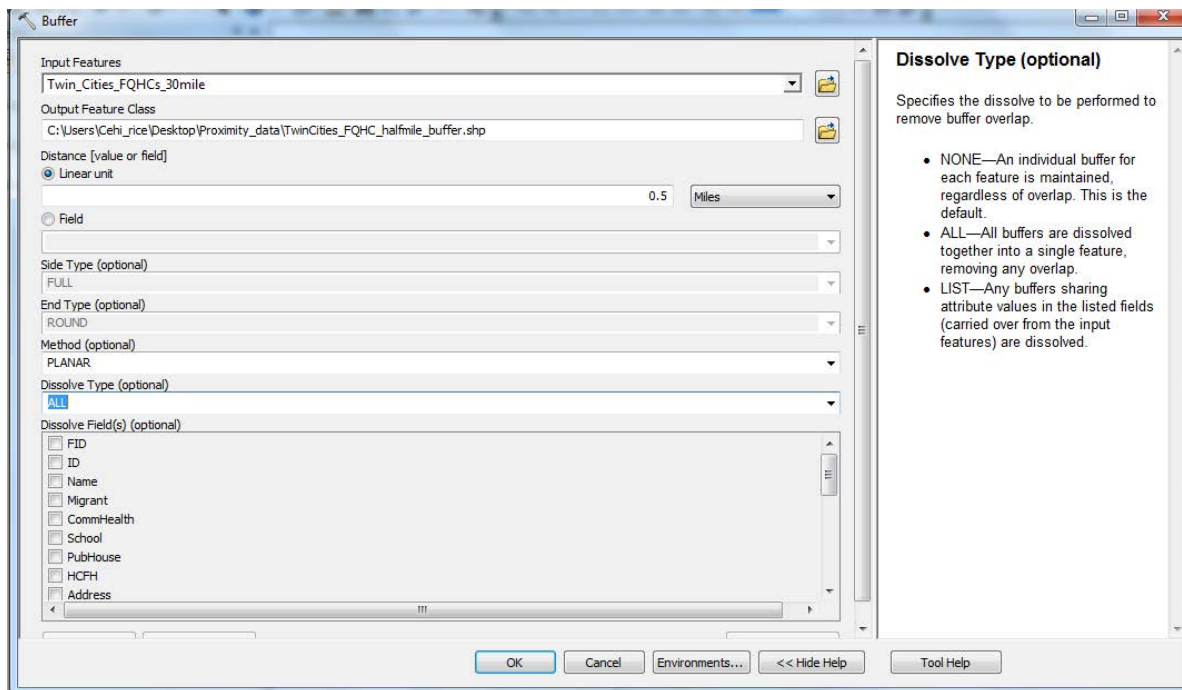 Buffer
Input Features
Twin_Cities_FQHCs_30mile
Output Feature Class
C:\Users\Cehi_rice\Desktop\Proximity_data\TwinCities_FQHC_halfmile_buffer.shp
Distance [value or field]
Linear unit
0.5 Miles
Field
Side Type (optional)
FULL
End Type (optional)
ROUND
Method (optional)
PLANAR
Dissolve Type (optional)
ALL
Dissolve Field(s) (optional)
FID
ID
Name
Migrant
CommHealth
School
PubHouse
HCFH
Address
OK Cancel Environments... << Hide Help Tool Help
Dissolve Type (optional)
Specifies the dissolve to be performed to
remove buffer overlap.
• NONE—An individual buffer for
each feature is maintained,
regardless of overlap. This is the
default.
• ALL—All buffers are dissolved
together into a single feature,
removing any overlap.
• LIST—Any buffers sharing
attribute values in the listed fields
(carried over from the input
features) are dissolved.